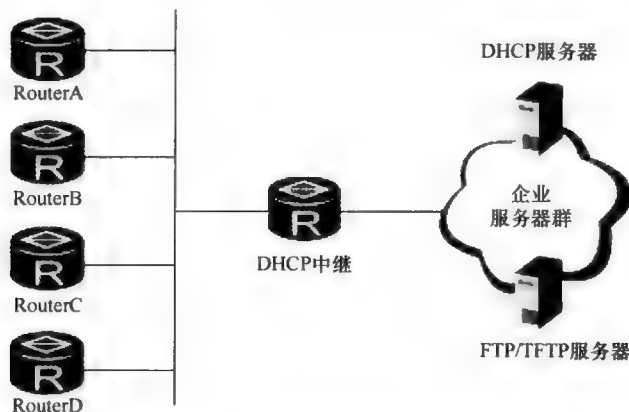 R
RouterA
R
RouterB
R
RouterC
R
RouterD
R
DHCP中继
DHCP服务器
企业
服务器群
FTP/TFTP服务器